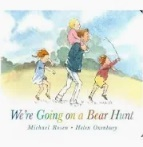 We're Going on a Bear Hunt
Michael Rosen Helen Oxenbury